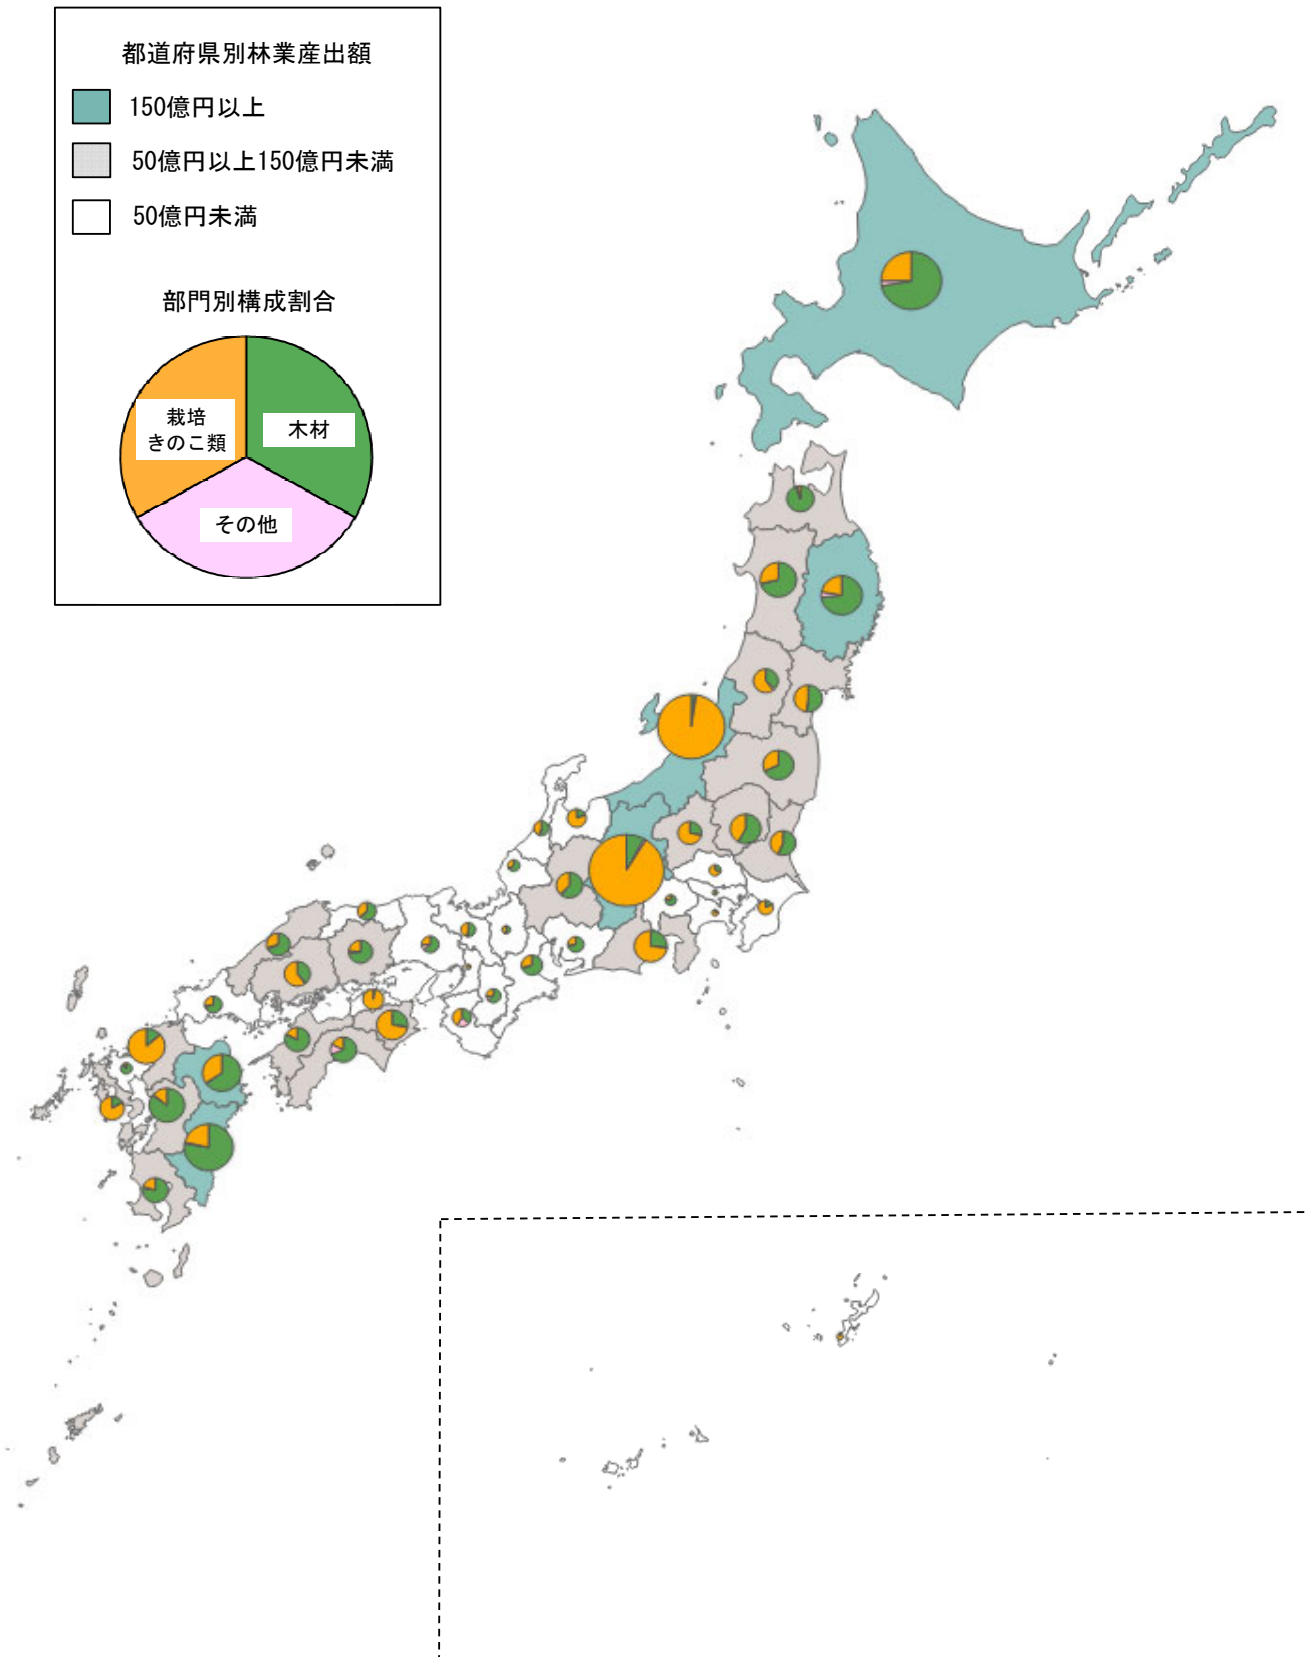 都道府県別林業産出額
150億円以上
50億円以上150億円未満
50億円未満
部門別構成割合
栽培
きのこ類
木材
その他